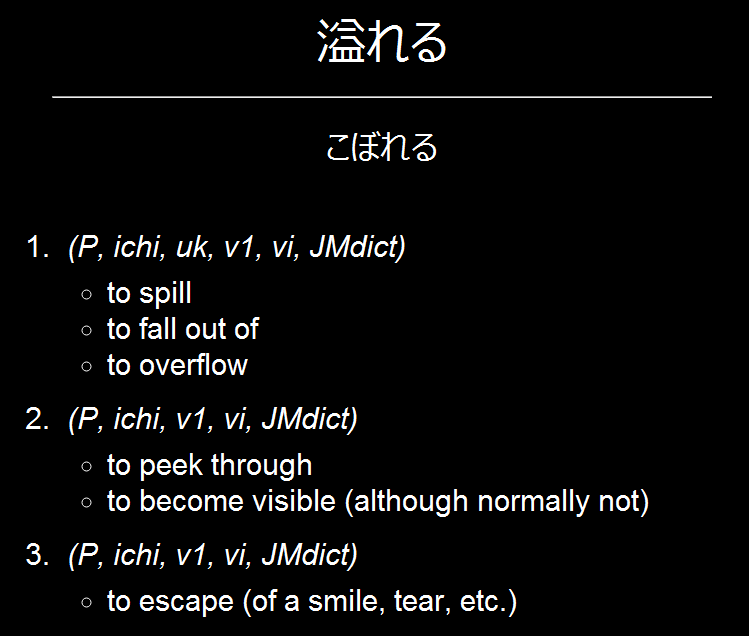 溢れる
こぼれる
1. (P, ichi, uk, v1, vi, JMdict)
○ to spill
○ to fall out of
○ to overflow
2. (P, ichi, v1, vi, JMdict)
○ to peek through
○ to become visible (although normally not)
3. (P, ichi, v1, vi, JMdict)
○ to escape (of a smile, tear, etc.)